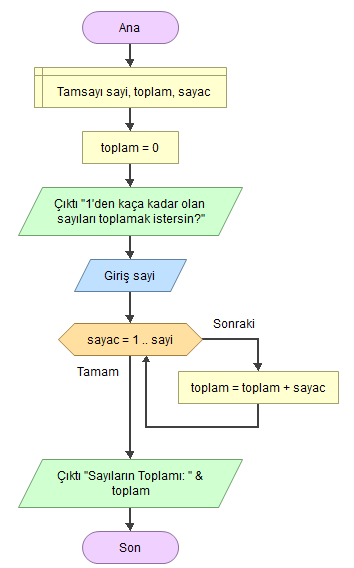 Ana
Tamsayı sayi, toplam, sayac
toplam = 0
Çıktı "1'den kaça kadar olan
sayıları toplamak istersin?"
Giriş sayi
sayac = 1 .. sayi
Sonraki
Tamam
toplam = toplam + sayac
Çıktı "Sayıların Toplamı: " &
toplam
Son